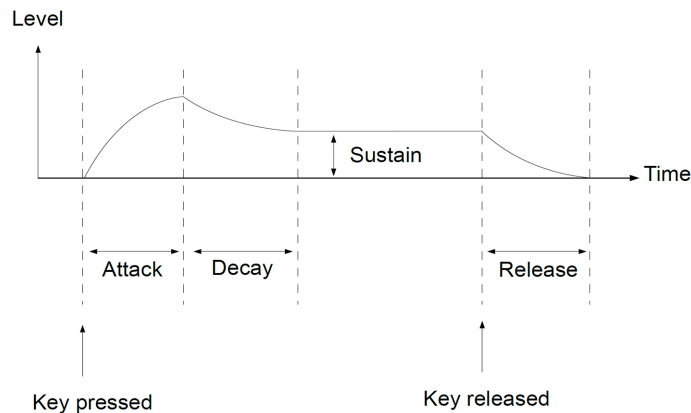 Level
Sustain
Time
Attack
Decay
Release
Key pressed
Key released